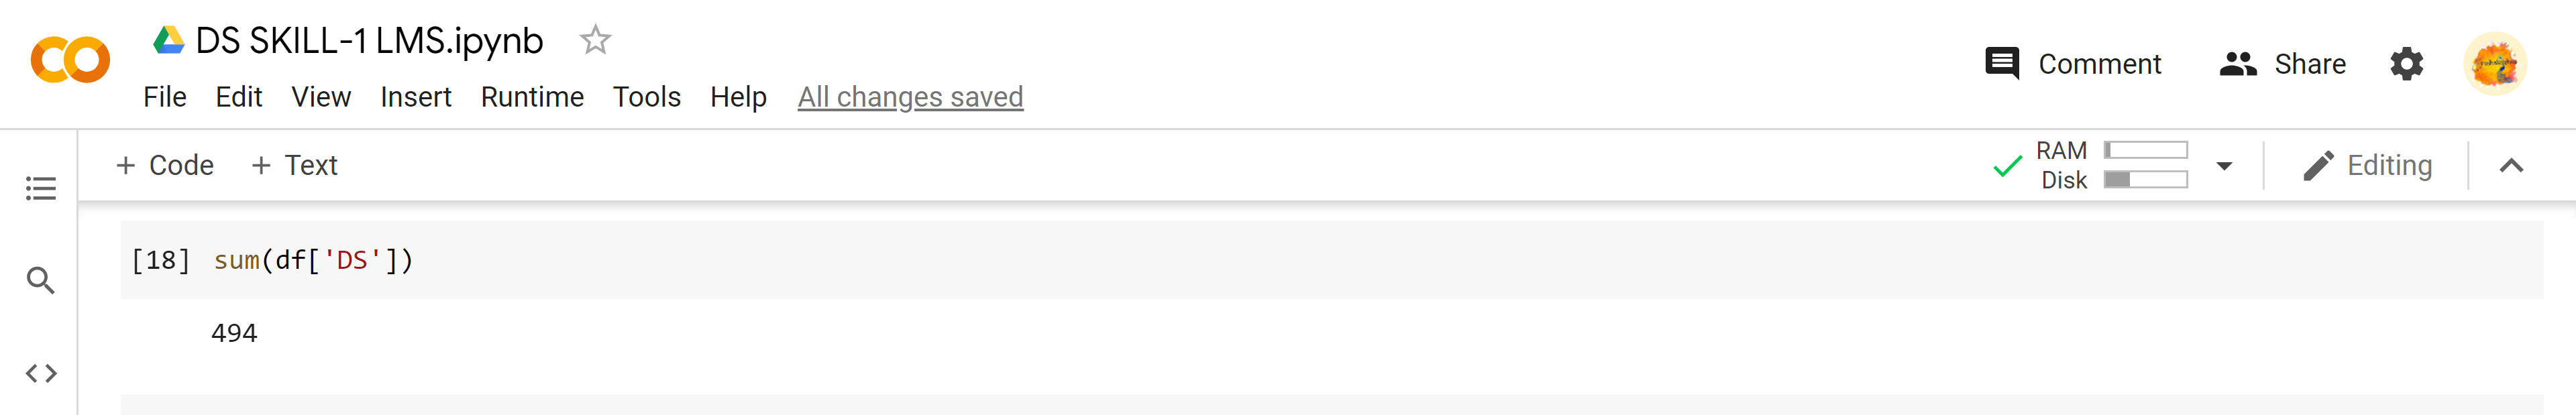 DS SKILL-1 LMS.ipynb
Comment Share
File Edit View Insert Runtime Tools Help All changes saved
+ Code + Text
RAM
Disk
Editing
[18] sum(df['DS'])
494